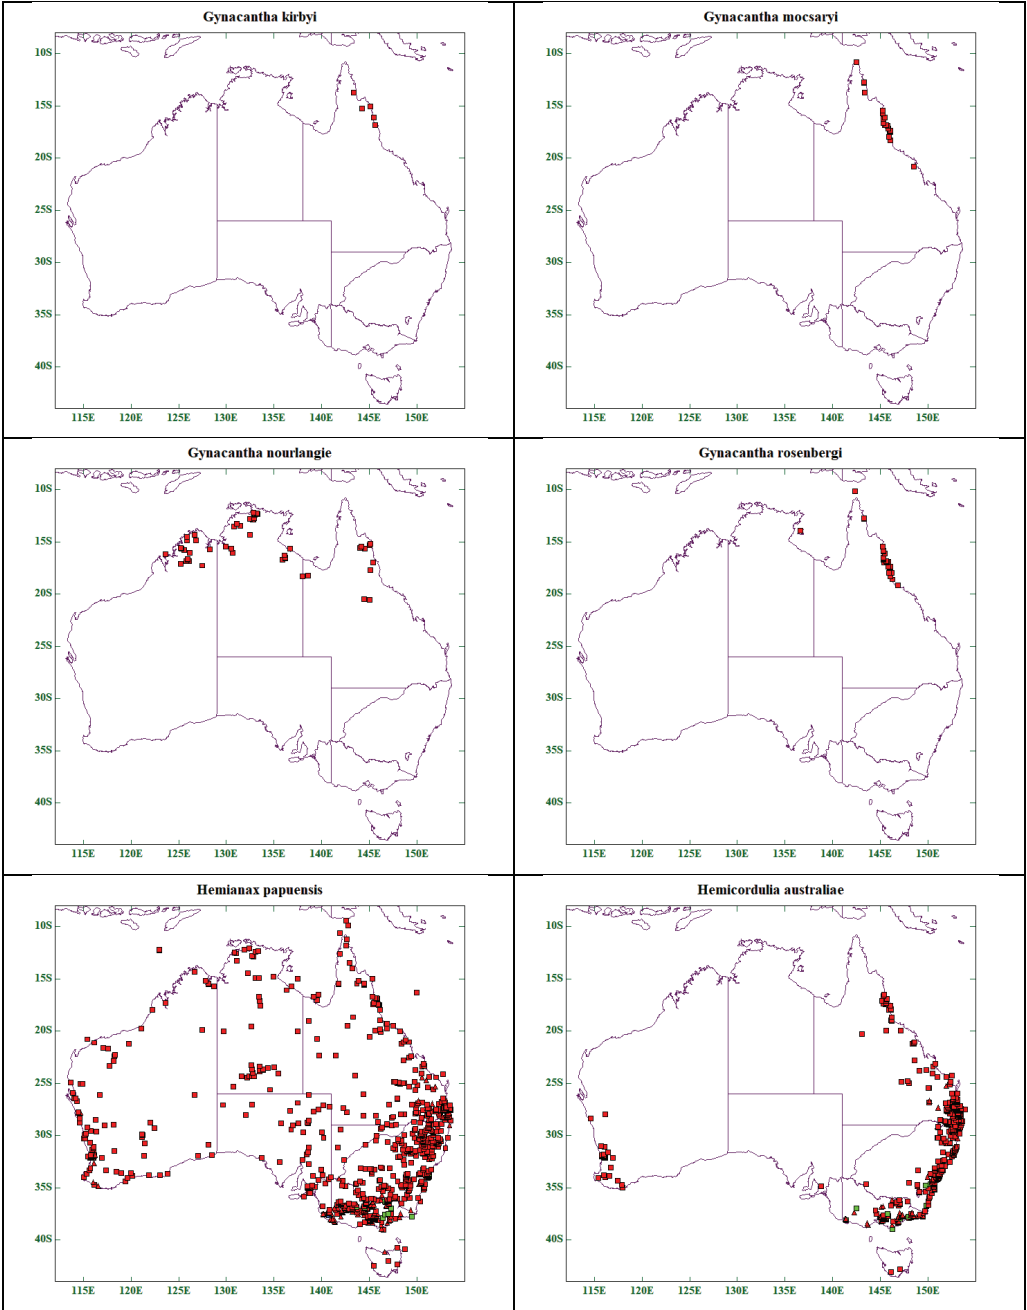 Gynacantha kirbyi
10S
15S
20S
25S
30S
35S
40S
115E 120E 125E 130E 135E 140E 145E 150E
Gynacantha mocsaryi
10S
15S
20S
25S
30S
35S
40S
115E 120E 125E 130E 135E 140E 145E 150E
Gynacantha nourlangie
10S
15S
20S
25S
30S
35S
40S
115E 120E 125E 130E 135E 140E 145E 150E
Gynacantha rosenbergi
10S
15S
20S
25S
30S
35S
40S
115E 120E 125E 130E 135E 140E 145E 150E
Hemianax papuensis
10S
15S
20S
25S
30S
35S
40S
115E 120E 125E 130E 135E 140E 145E 150E
Hemicordulia australiae
10S
15S
20S
25S
30S
35S
40S
115E 120E 125E 130E 135E 140E 145E 150E